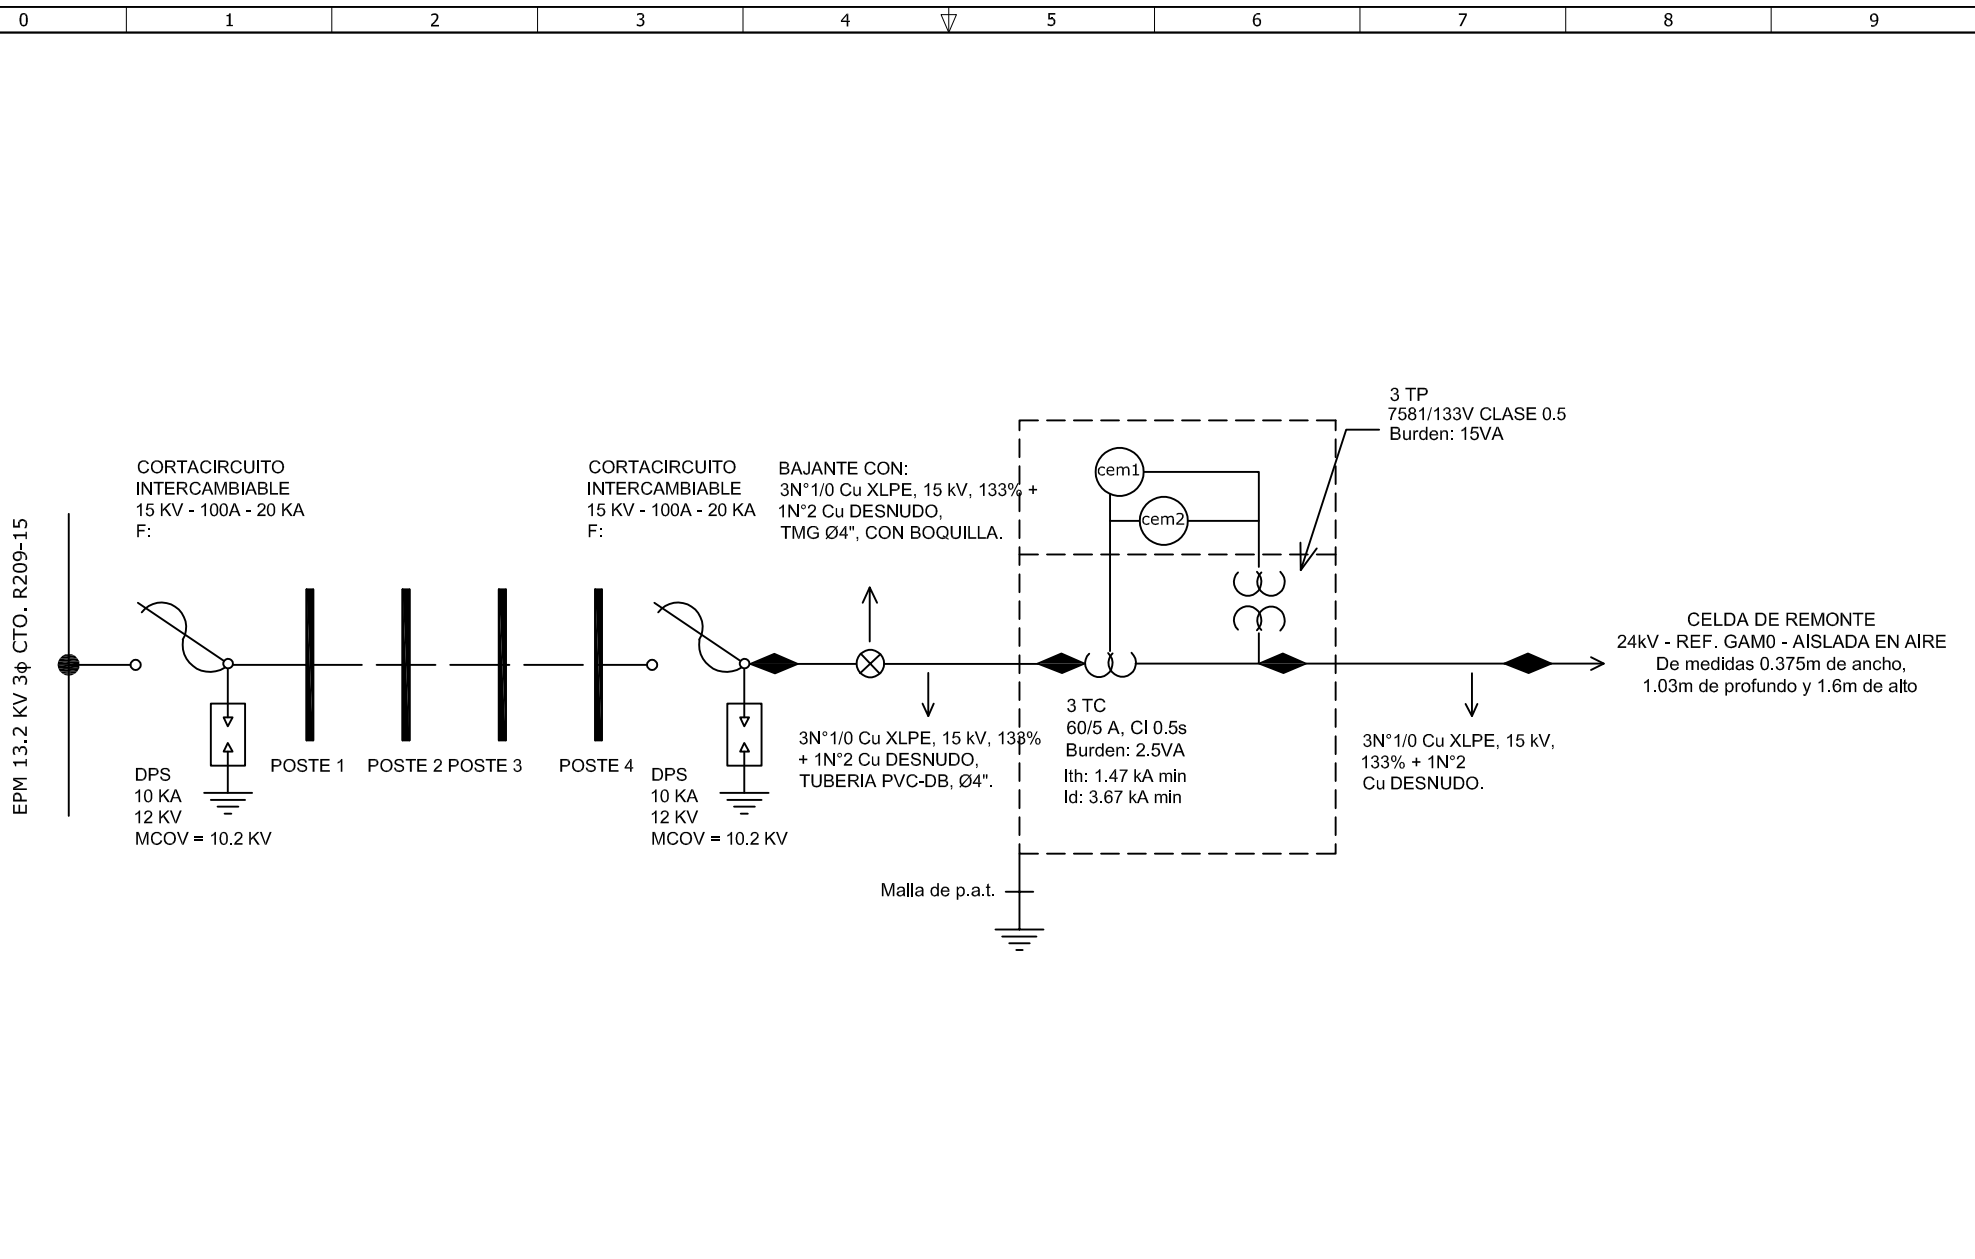 0 1 2 3 4 5 6 7 8 9
EPM 13.2 KV 3ϕ CTO. R209-15
CORTACIRCUITO
INTERCAMBIABLE
15 KV - 100A - 20 KA
F:
DPS
10 KA
12 KV
MCOV = 10.2 KV
POSTE 1
POSTE 2
POSTE 3
POSTE 4
CORTACIRCUITO
INTERCAMBIABLE
15 KV - 100A - 20 KA
F:
DPS
10 KA
12 KV
MCOV = 10.2 KV
BAJANTE CON:
3N°1/0 Cu XLPE, 15 kV, 133% +
1N°2 Cu DESNUDO,
TMG Ø4", CON BOQUILLA.
3N°1/0 Cu XLPE, 15 kV, 133%
+ 1N°2 Cu DESNUDO,
TUBERIA PVC-DB, Ø4".
cem1
cem2
3 TP
7581/133V CLASE 0.5
Burden: 15VA
3 TC
60/5 A, Cl 0.5s
Burden: 2.5VA
Ith: 1.47 kA min
Id: 3.67 kA min
Malla de p.a.t.
3N°1/0 Cu XLPE, 15 kV,
133% + 1N°2
Cu DESNUDO.
CELDA DE REMONTE
24kV - REF. GAM0 - AISLADA EN AIRE
De medidas 0.375m de ancho,
1.03m de profundo y 1.6m de alto